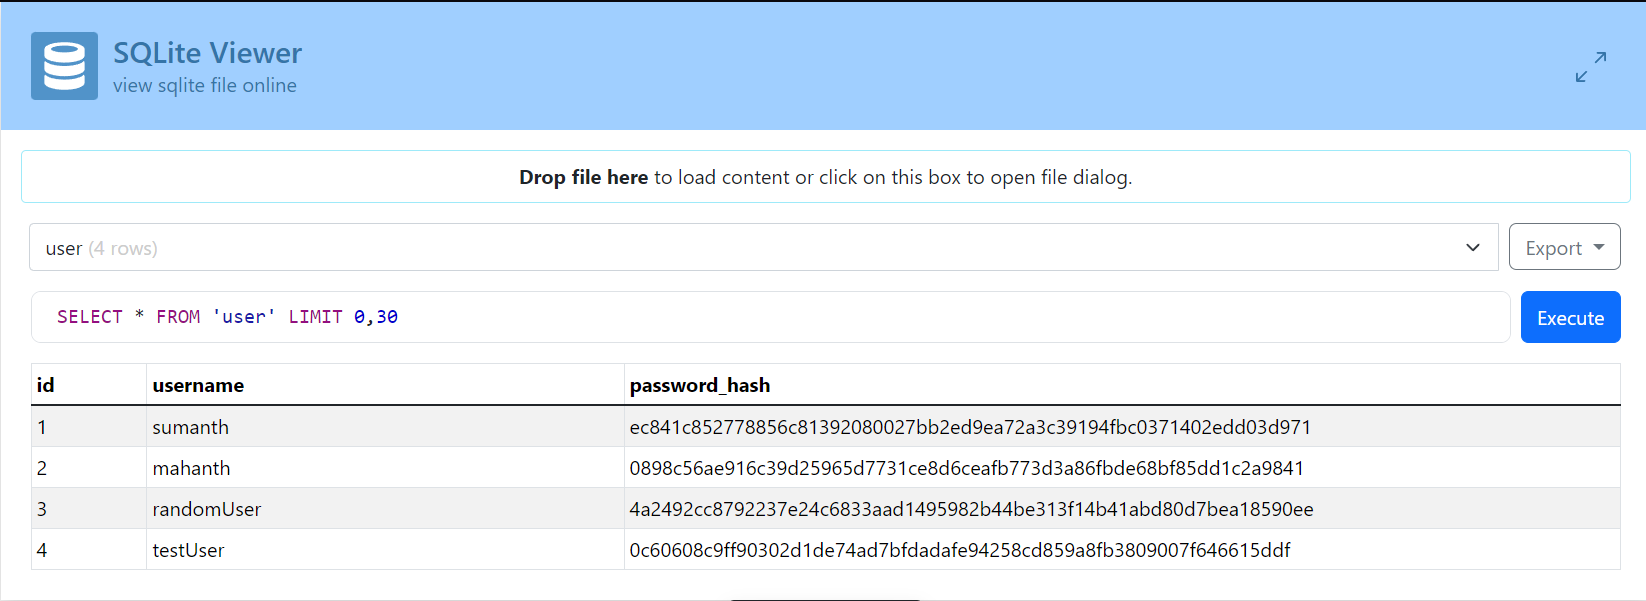 SQLite Viewer
view sqlite file online
Drop file here to load content or click on this box to open file dialog.
user (4 rows)
Export
SELECT * FROM 'user' LIMIT 0,30
Execute
id username password_hash
1 sumanth ec841c852778856c81392080027bb2ed9ea72a3c39194fbc0371402edd03d971
2 mahanth 0898c56ae916c39d25965d7731ce8d6ceafb773d3a86fbde68bf85dd1c2a9841
3 randomUser 4a2492cc8792237e24c6833aad1495982b44be313f14b41abd80d7bea18590ee
4 testUser 0c60608c9ff90302d1de74ad7bfdadafe94258cd859a8fb3809007f646615ddf